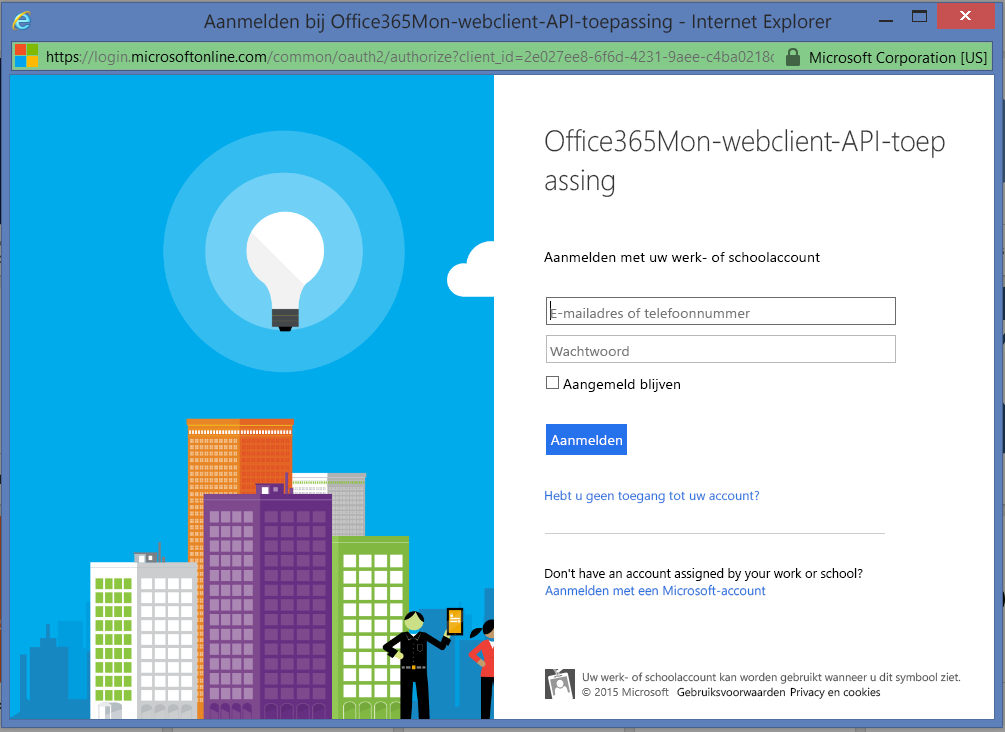 Aanmelden bij Office365Mon-webclient-API-toepassing - Internet Explorer
https://login.microsoftonline.com/common/oauth2/authorize?client_id=2e027ee8-6f6d-4231-9aee-c4ba0218c Microsoft Corporation [US]
Office365Mon-webclient-API-toep
assing
Aanmelden met uw werk- of schoolaccount
E-mailadres of telefoonnummer
Wachtwoord
Aangemeld blijven
Aanmelden
Hebt u geen toegang tot uw account?
Don't have an account assigned by your work or school?
Aanmelden met een Microsoft-account
Uw werk- of schoolaccount kan worden gebruikt wanneer u dit symbool ziet.
© 2015 Microsoft Gebruiksvoorwaarden Privacy en cookies